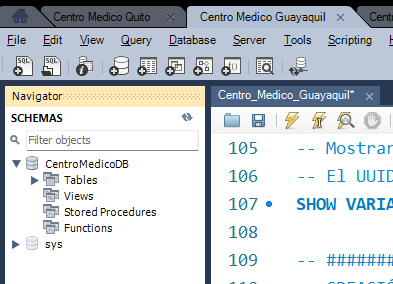 Centro Medico Quito Centro Medico Guayaquil Centro
File Edit View Query Database Server Tools Scripting
Navigator Centro_Medico_Guayaquil*
SCHEMAS
Filter objects
CentroMedicoDB
Tables
Views
Stored Procedures
Functions
sys
105 -- Mostrar
106 -- El UUID
107 SHOW VARIA
108
109 -- #######
110